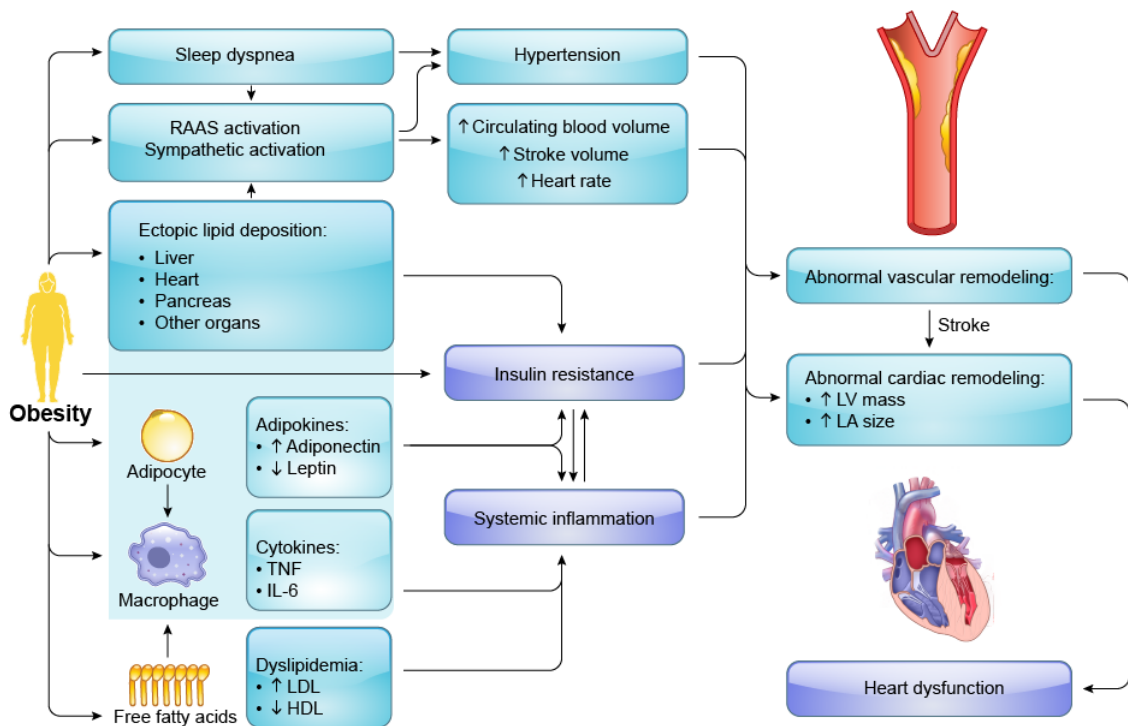 Sleep dyspnea
Hypertension
RAAS activation
Sympathetic activation
↑ Circulating blood volume
↑ Stroke volume
↑ Heart rate
Ectopic lipid deposition:
• Liver
• Heart
• Pancreas
• Other organs
Obesity
Insulin resistance
Adipocyte
Adipokines:
• ↑ Adiponectin
• ↓ Leptin
Systemic inflammation
Macrophage
Cytokines:
• TNF
• IL-6
Free fatty acids
Dyslipidemia:
• ↑ LDL
• ↓ HDL
Abnormal vascular remodeling:
Stroke
Abnormal cardiac remodeling:
• ↑ LV mass
• ↑ LA size
Heart dysfunction